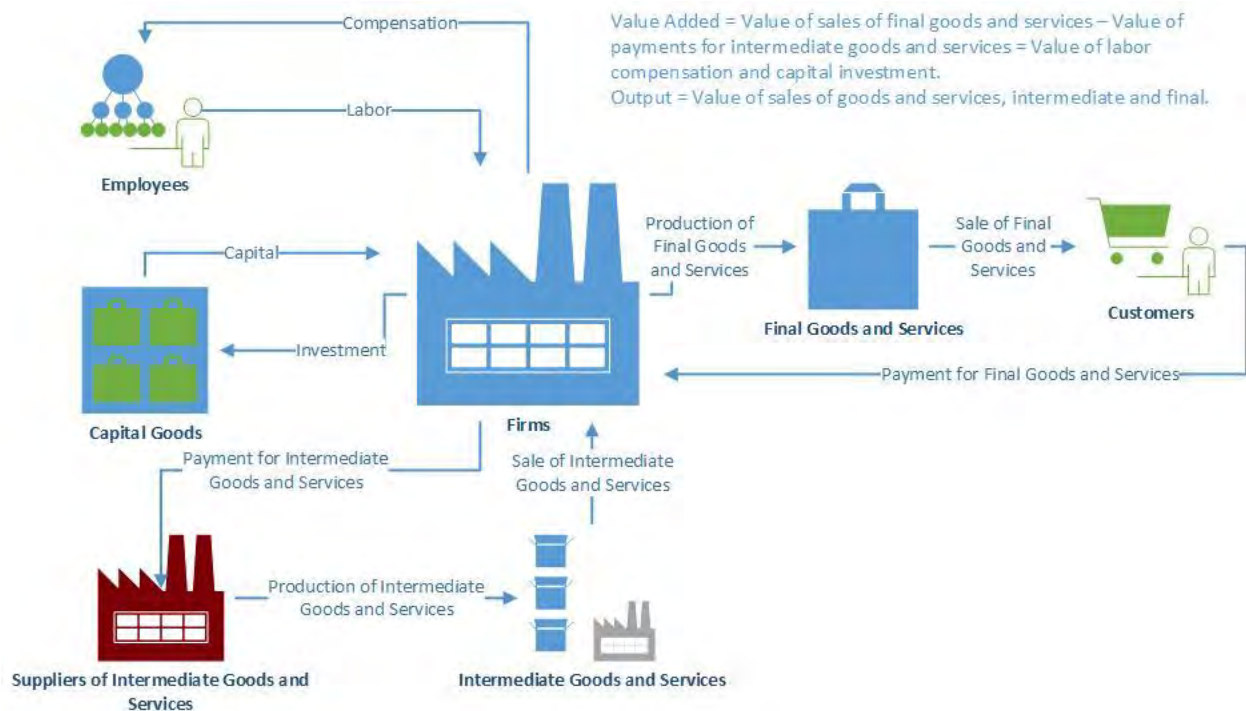 Compensation
Value Added = Value of sales of final goods and services – Value of
payments for intermediate goods and services = Value of labor
compensation and capital investment.
Output = Value of sales of goods and services, intermediate and final.
Labor
Employees
Capital
Investment
Capital Goods
Firms
Production of
Final Goods
and Services
Final Goods and Services
Sale of Final
Goods and
Services
Customers
Payment for Final Goods and Services
Payment for Intermediate
Goods and Services
Sale of Intermediate
Goods and Services
Production of Intermediate
Goods and Services
Suppliers of Intermediate Goods and
Services
Intermediate Goods and Services